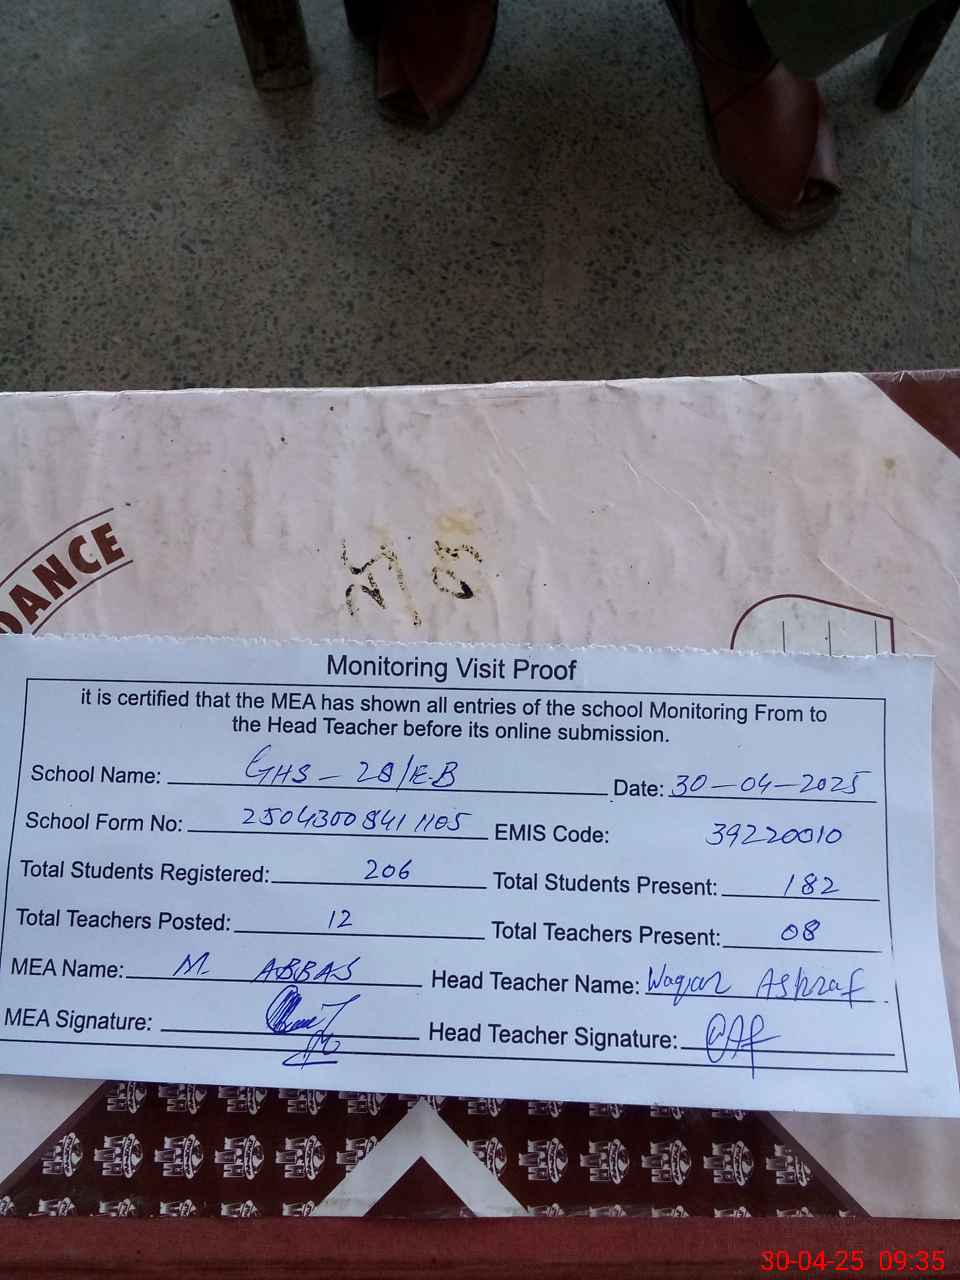 DANCE
Monitoring Visit Proof
it is certified that the MEA has shown all entries of the school Monitoring From to
the Head Teacher before its online submission.
School Name: GHS - 28/E-B Date: 30-04-2025
School Form No: 25043008411105 EMIS Code: 39220010
Total Students Registered: 206 Total Students Present: 182
Total Teachers Posted: 12 Total Teachers Present: 08
MEA Name: M ABBAS Head Teacher Name: Waqar Ashraf
MEA Signature: Head Teacher Signature:
30-04-25 09:35